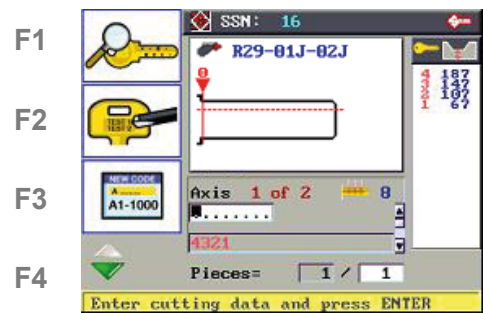 F1
F2
F3
F4
TEST 1
TEST 2
NEW CODE
A
A1-1000
SSN: 16
R29-01J-02J
0
4 187
3 147
2 107
1 67
Axis 1 of 2
8
4321
Pieces= 1 / 1
Enter cutting data and press ENTER